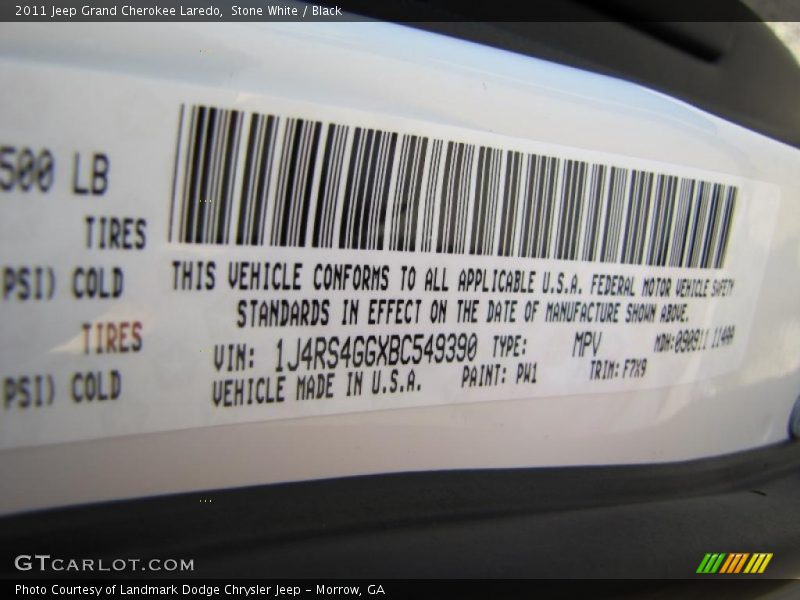 2011 Jeep Grand Cherokee Laredo,  Stone White / Black
500 LB
TIRES
PSI) COLD
TIRES
PSI) COLD
THIS VEHICLE CONFORMS TO ALL APPLICABLE U.S.A. FEDERAL MOTOR VEHICLE SAFETY
STANDARDS IN EFFECT ON THE DATE OF MANUFACTURE SHOWN ABOVE.
VIN: 1J4RS4GGXBC549390 TYPE: MPV MDH:090911 11AAA
VEHICLE MADE IN U.S.A. PAINT: PW1 TRIM: F7X9
GTCARLOT.COM
Photo Courtesy of Landmark Dodge Chrysler Jeep – Morrow, GA